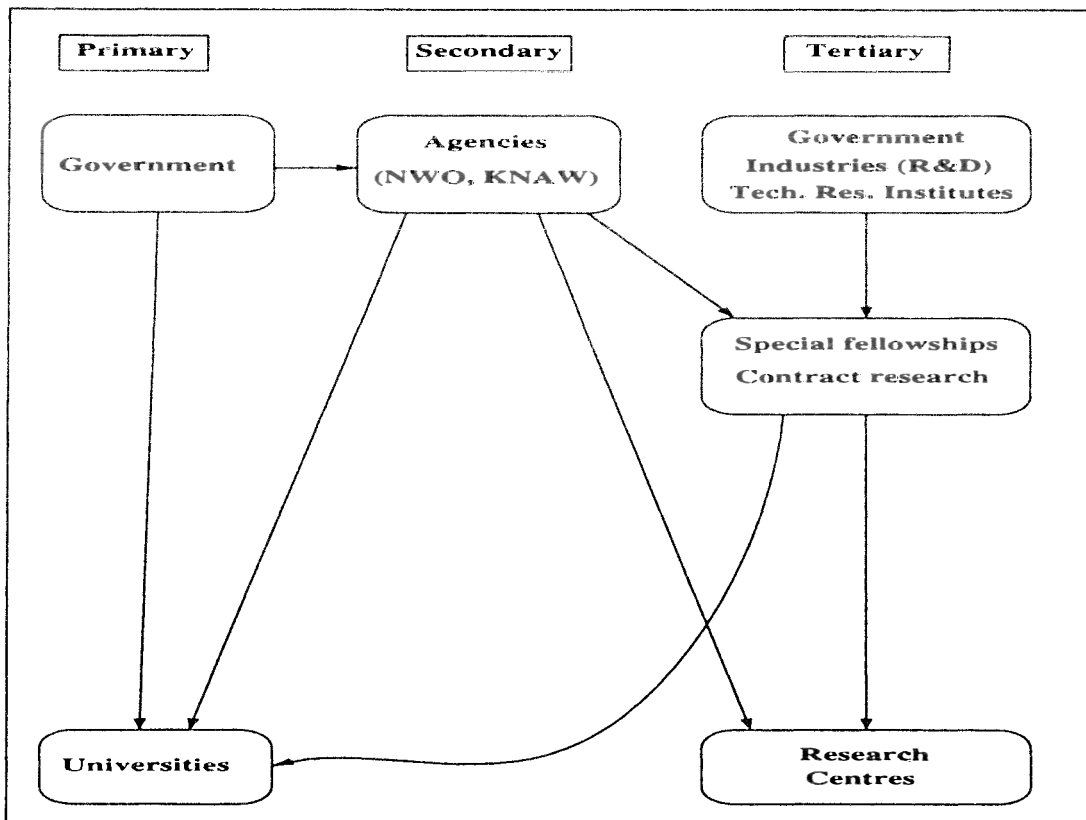 Primary
Secondary
Tertiary
Government
Agencies
(NWO, KNAW)
Government
Industries (R&D)
Tech. Res. Institutes
Special fellowships
Contract research
Universities
Research
Centres